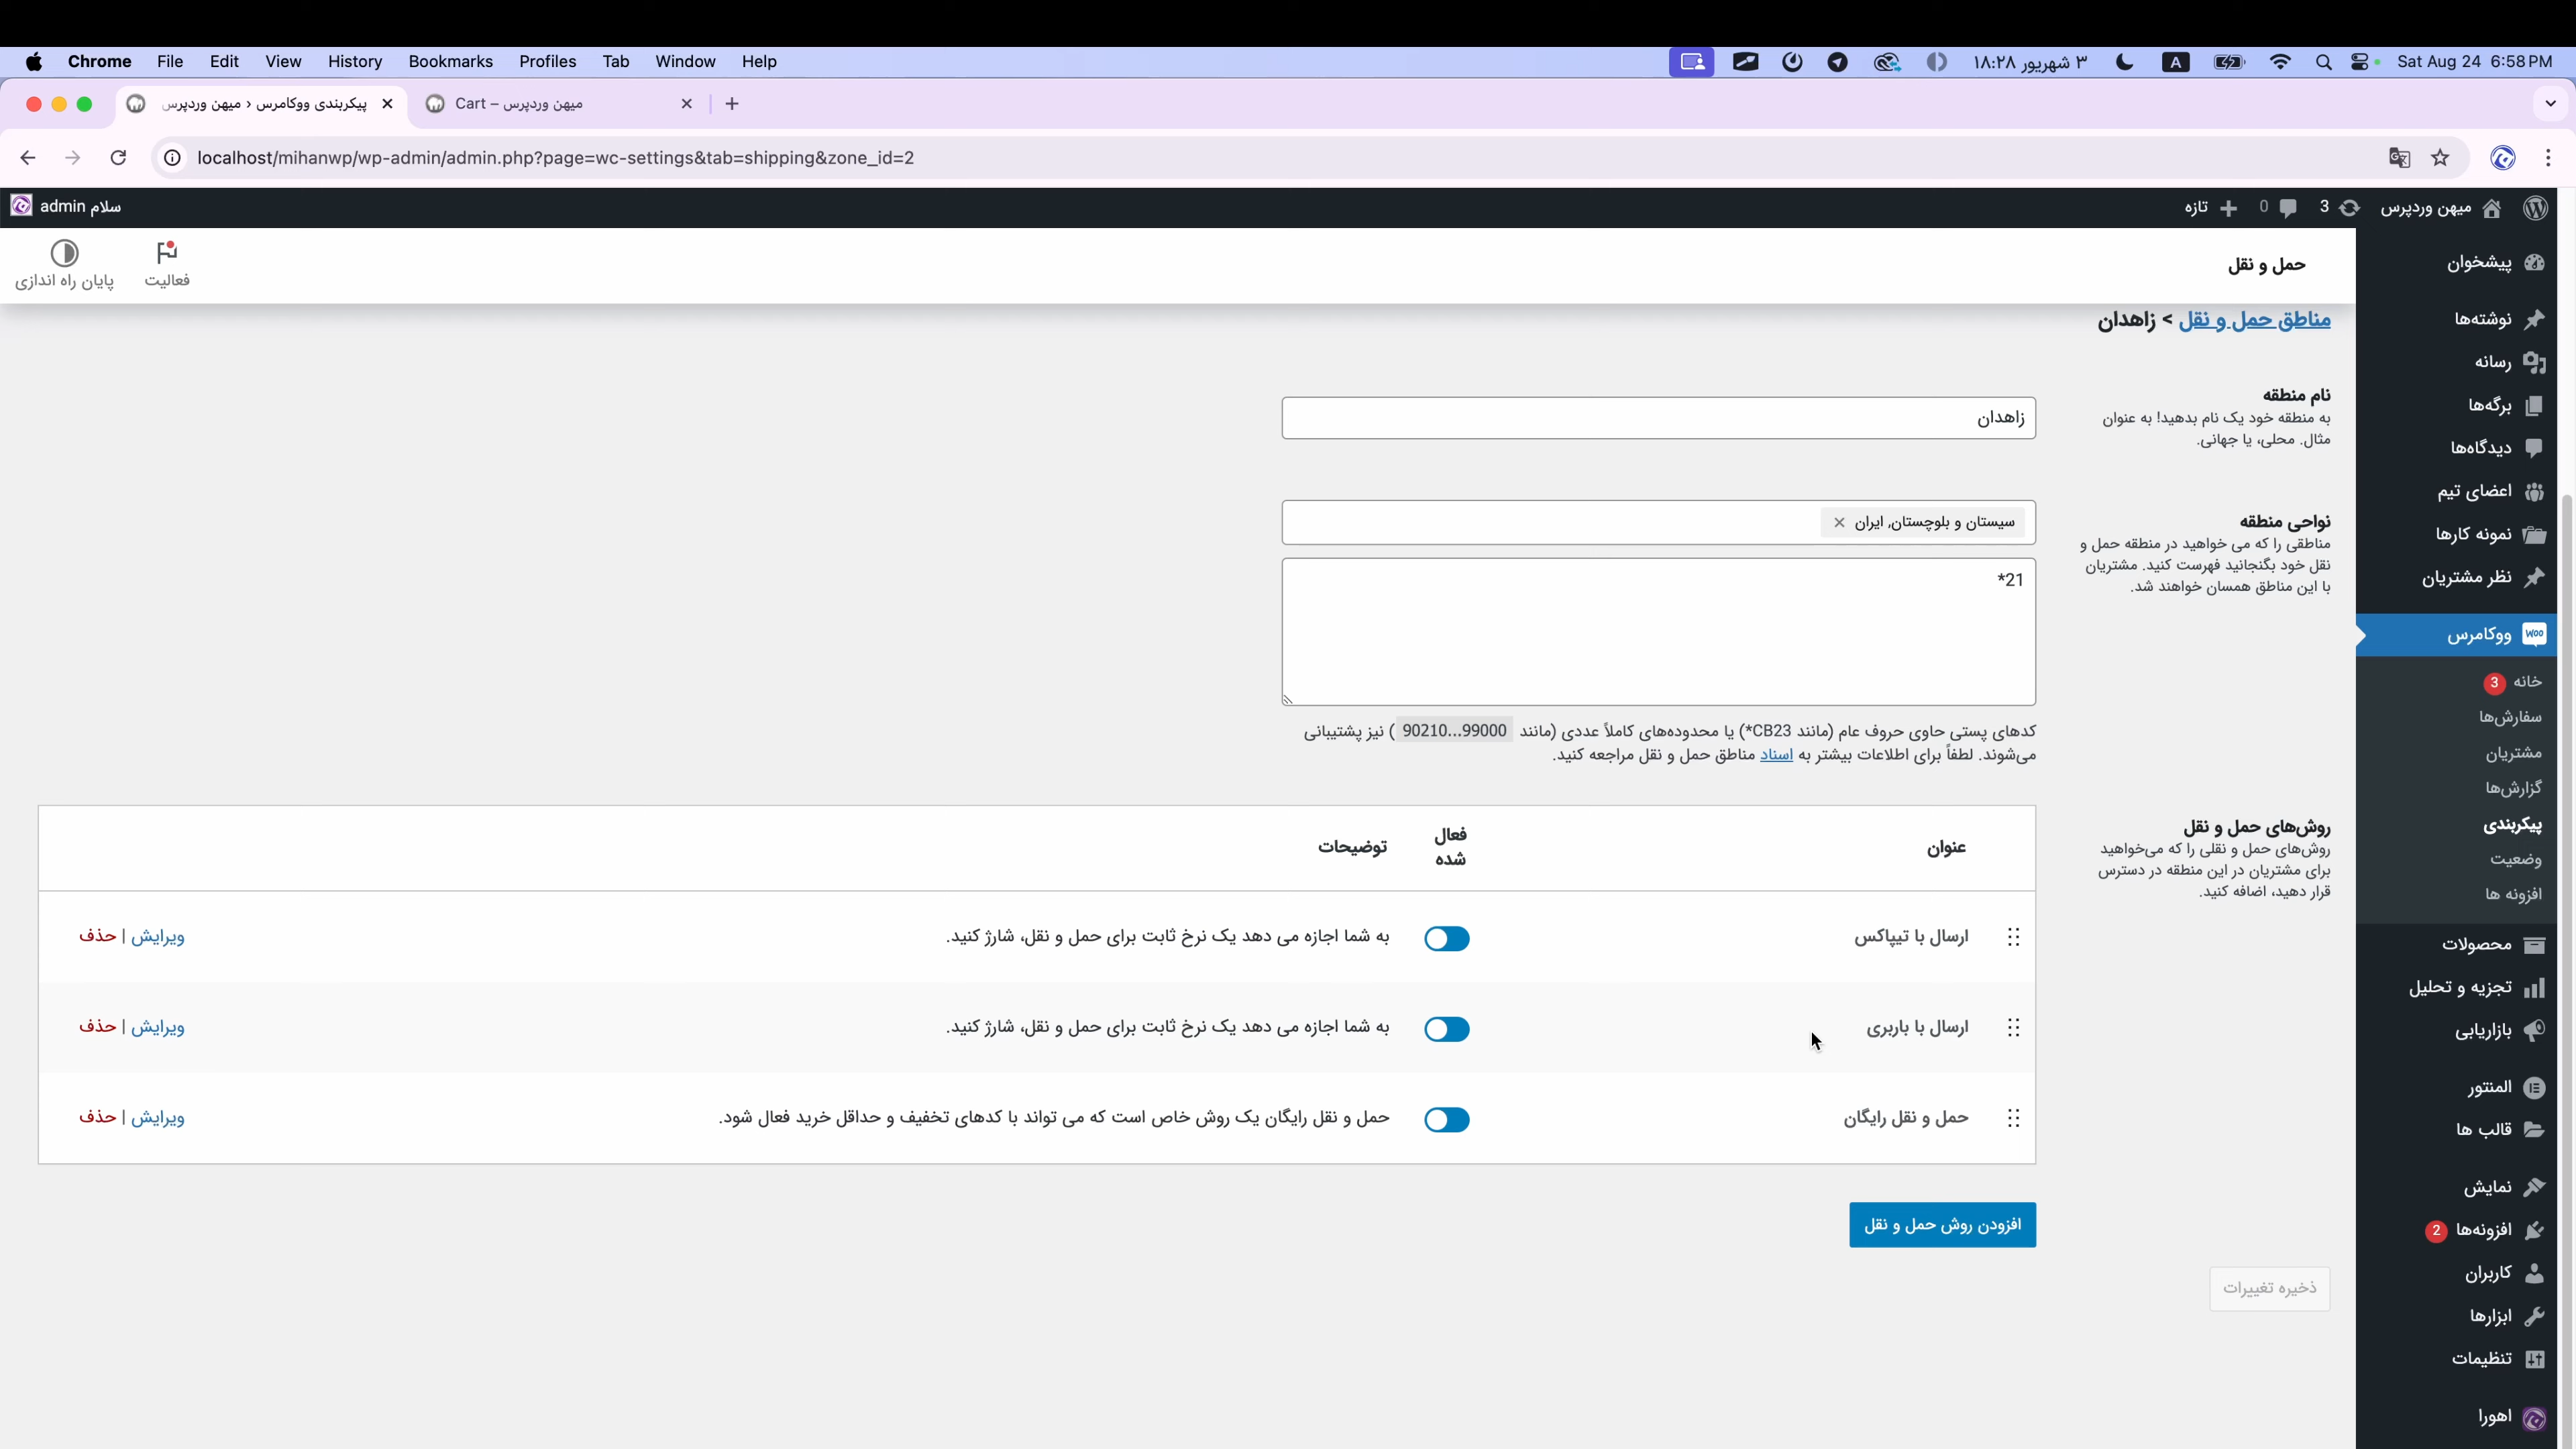 Chrome File Edit View History Bookmarks Profiles Tab Window Help
۳ شهریور ۱۸:۲۸ A Sat Aug 24 6:58 PM
پیکربندی ووکامرس ‹ میهن وردپرس
Cart – میهن وردپرس
localhost/mihanwp/wp-admin/admin.php?page=wc-settings&tab=shipping&zone_id=2
میهن وردپرس 3 0 تازه
سلام admin
حمل و نقل
فعالیت
پایان راه اندازی
مناطق حمل و نقل > زاهدان
نام منطقه
به منطقه خود یک نام بدهید! به عنوان
مثال. محلی، یا جهانی.
زاهدان
نواحی منطقه
مناطقی را که می خواهید در منطقه حمل و
نقل خود بگنجانید فهرست کنید. مشتریان
با این مناطق همسان خواهند شد.
سیستان و بلوچستان, ایران ×
21*
کدهای پستی حاوی حروف عام (مانند CB23*) یا محدوده‌های کاملاً عددی (مانند 90210...99000 ) نیز پشتیبانی
می‌شوند. لطفاً برای اطلاعات بیشتر به اسناد مناطق حمل و نقل مراجعه کنید.
روش‌های حمل و نقل
روش‌های حمل و نقلی را که می‌خواهید
برای مشتریان در این منطقه در دسترس
قرار دهید، اضافه کنید.
عنوان فعال شده توضیحات
ارسال با تیپاکس به شما اجازه می دهد یک نرخ ثابت برای حمل و نقل، شارژ کنید. ویرایش | حذف
ارسال با باربری به شما اجازه می دهد یک نرخ ثابت برای حمل و نقل، شارژ کنید. ویرایش | حذف
حمل و نقل رایگان حمل و نقل رایگان یک روش خاص است که می تواند با کدهای تخفیف و حداقل خرید فعال شود. ویرایش | حذف
افزودن روش حمل و نقل
ذخیره تغییرات
پیشخوان
نوشته‌ها
رسانه
برگه‌ها
دیدگاه‌ها
اعضای تیم
نمونه کارها
نظر مشتریان
Woo ووکامرس
خانه 3
سفارش‌ها
مشتریان
گزارش‌ها
پیکربندی
وضعیت
افزونه ها
محصولات
تجزیه و تحلیل
بازاریابی
المنتور
قالب ها
نمایش
افزونه‌ها 2
کاربران
ابزارها
تنظیمات
اهورا